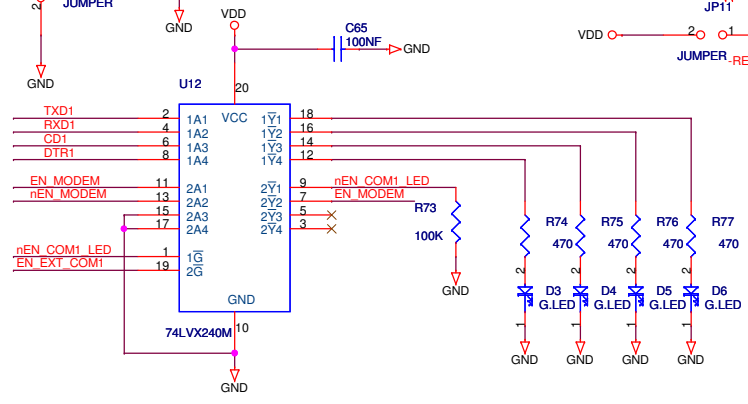 JUMPER
2
GND
GND
VDD
C65
100NF
GND
JP11
VDD
2
1
JUMPER
-RE
U12
20
VCC
TXD1 2 1A1 1Y1 18
RXD1 4 1A2 1Y2 16
CD1 6 1A3 1Y3 14
DTR1 8 1A4 1Y4 12
EN_MODEM 11 2A1 2Y1 9 nEN_COM1_LED
nEN_MODEM 13 2A2 2Y2 7 EN_MODEM
15 2A3 2Y3 5
17 2A4 2Y4 3
nEN_COM1_LED 1 1G
EN_EXT_COM1 19 2G
GND
10
74LVX240M
GND
R73
100K
GND
R74 R75 R76 R77
470 470 470 470
2 2 2 2
D3 D4 D5 D6
G.LED G.LED G.LED G.LED
1 1 1 1
GND GND GND GND